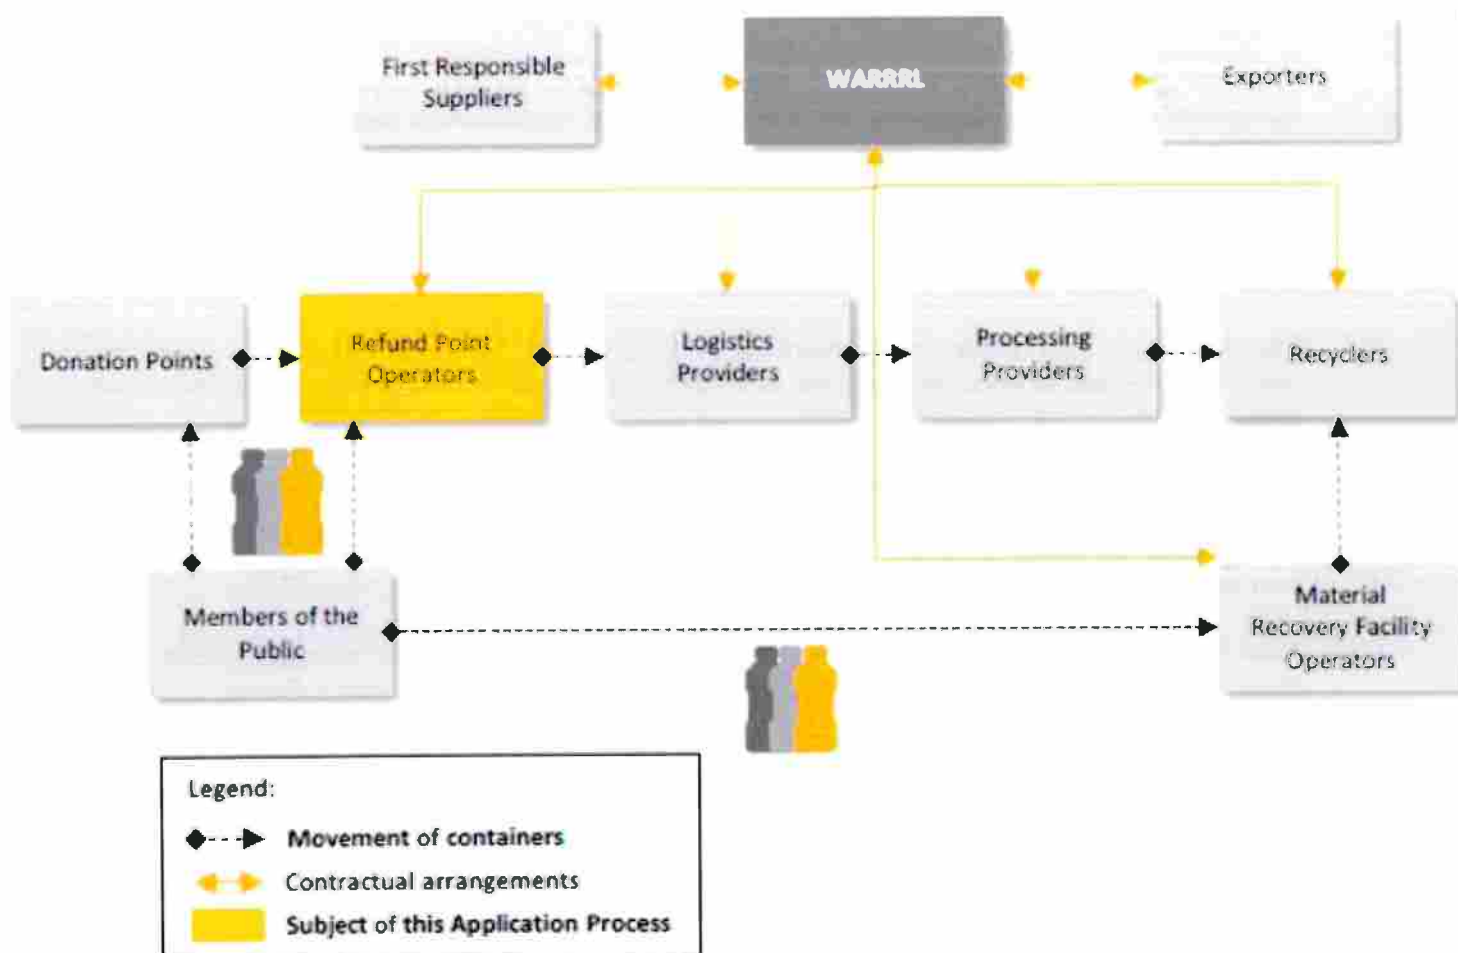 First Responsible
Suppliers
WARRRL
Exporters
Donation Points
Refund Point
Operators
Logistics
Providers
Processing
Providers
Recyclers
Members of the
Public
Material
Recovery Facility
Operators
Legend:
Movement of containers
Contractual arrangements
Subject of this Application Process